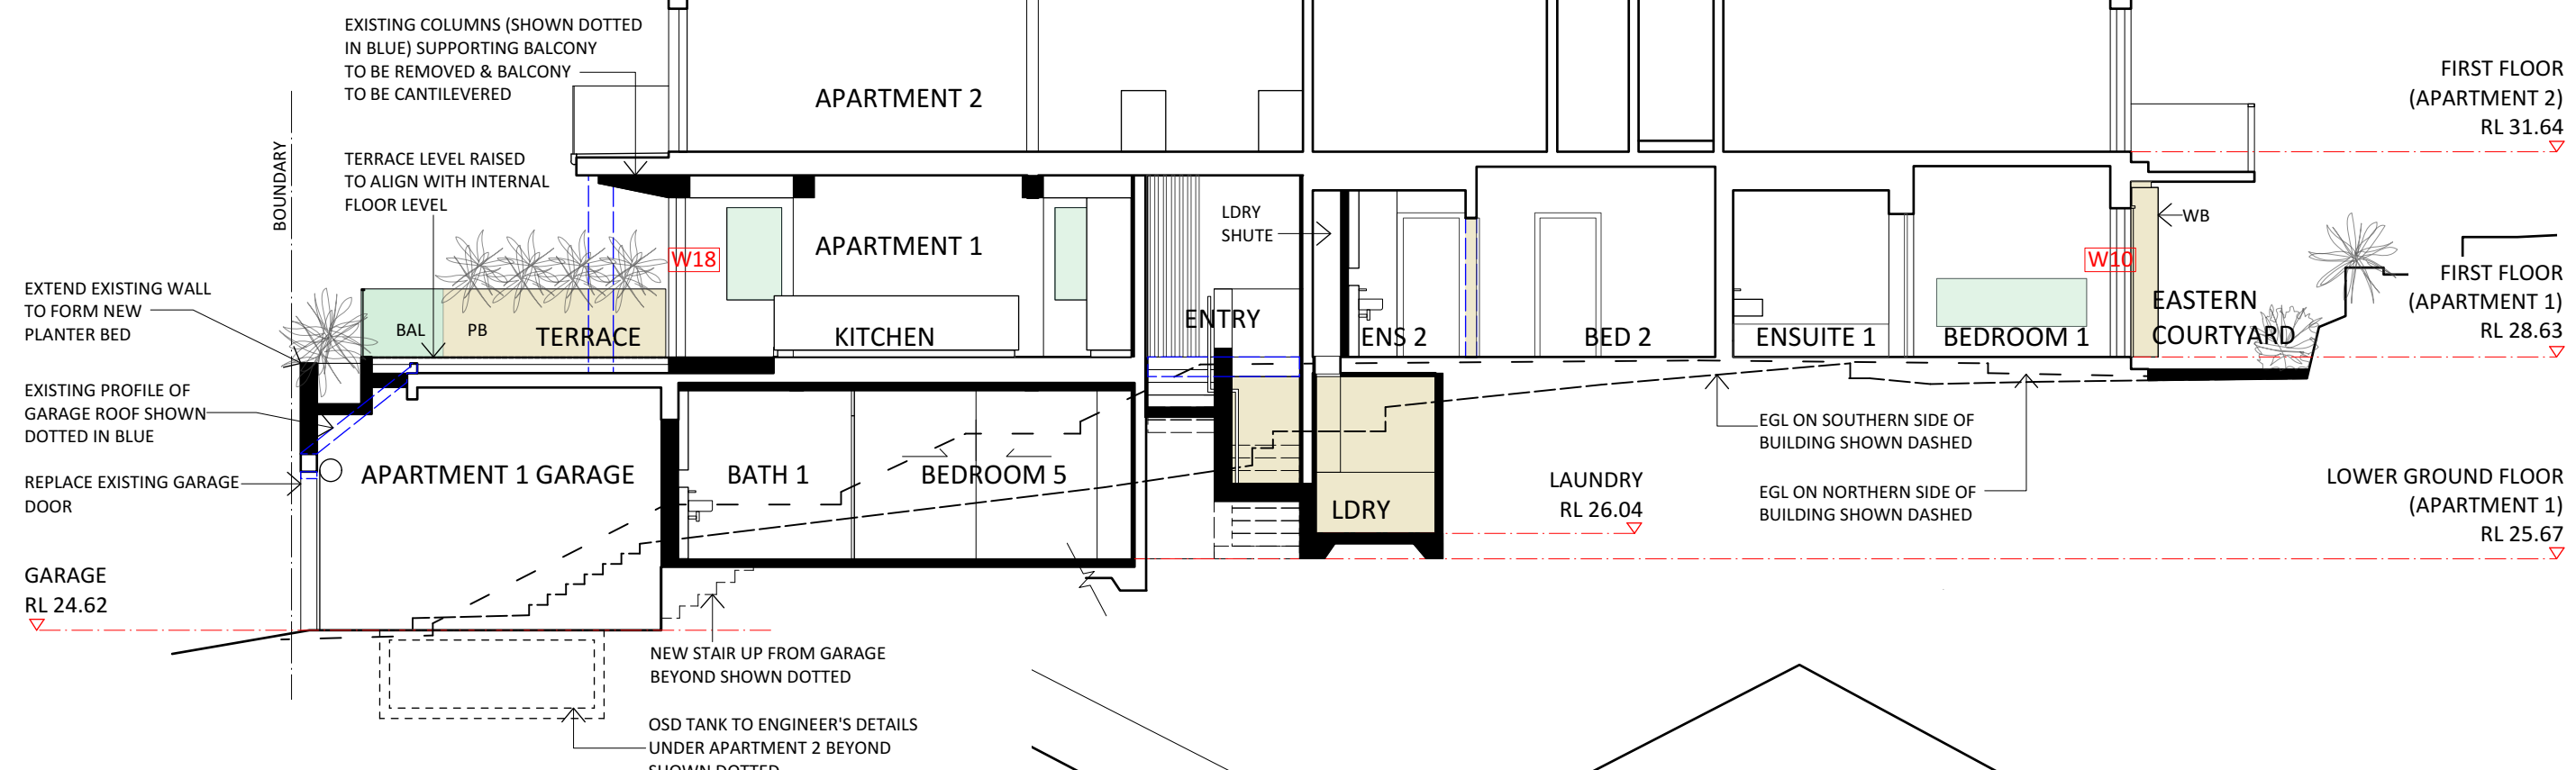 EXISTING COLUMNS (SHOWN DOTTED
IN BLUE) SUPPORTING BALCONY
TO BE REMOVED & BALCONY
TO BE CANTILEVERED
APARTMENT 2
FIRST FLOOR
(APARTMENT 2)
RL 31.64
BOUNDARY
TERRACE LEVEL RAISED
TO ALIGN WITH INTERNAL
FLOOR LEVEL
LDRY
SHUTE
WB
W18
APARTMENT 1
W10
EXTEND EXISTING WALL
TO FORM NEW
PLANTER BED
BAL
PB
TERRACE
KITCHEN
ENTRY
ENS 2
BED 2
ENSUITE 1
BEDROOM 1
EASTERN
COURTYARD
FIRST FLOOR
(APARTMENT 1)
RL 28.63
EXISTING PROFILE OF
GARAGE ROOF SHOWN
DOTTED IN BLUE
EGL ON SOUTHERN SIDE OF
BUILDING SHOWN DASHED
REPLACE EXISTING GARAGE
DOOR
APARTMENT 1 GARAGE
BATH 1
BEDROOM 5
LDRY
LAUNDRY
RL 26.04
EGL ON NORTHERN SIDE OF
BUILDING SHOWN DASHED
LOWER GROUND FLOOR
(APARTMENT 1)
RL 25.67
GARAGE
RL 24.62
NEW STAIR UP FROM GARAGE
BEYOND SHOWN DOTTED
OSD TANK TO ENGINEER'S DETAILS
UNDER APARTMENT 2 BEYOND
SHOWN DOTTED